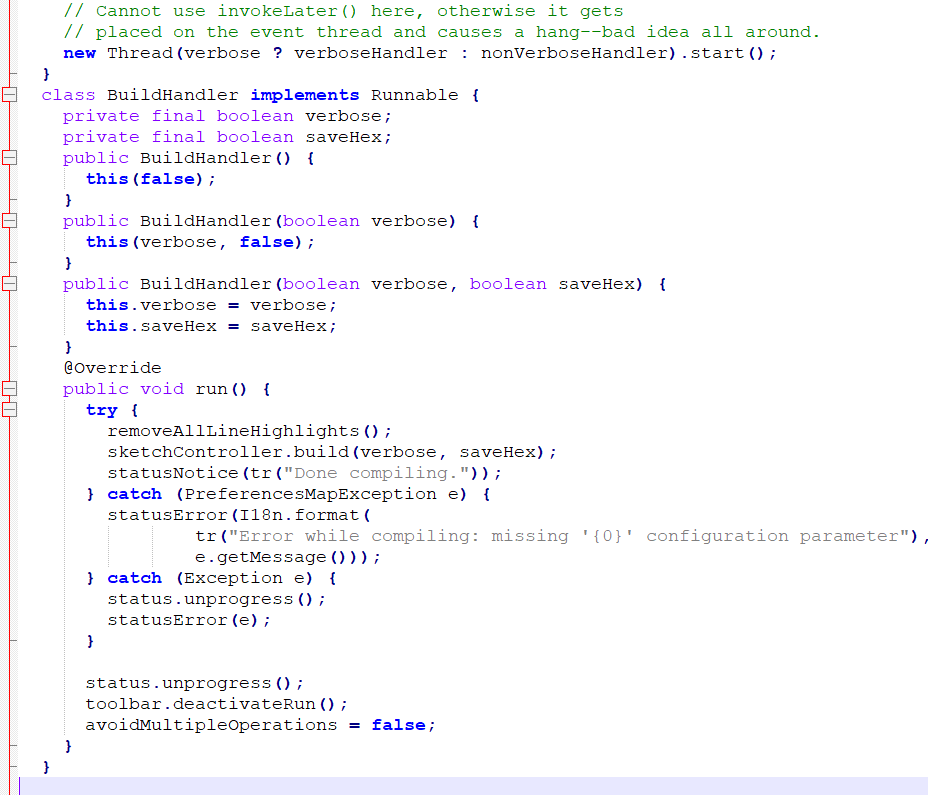 // Cannot use invokeLater() here, otherwise it gets
// placed on the event thread and causes a hang--bad idea all around.
new Thread(verbose ? verboseHandler : nonVerboseHandler).start();
}
class BuildHandler implements Runnable {
private final boolean verbose;
private final boolean saveHex;
public BuildHandler() {
this(false);
}
public BuildHandler(boolean verbose) {
this(verbose, false);
}
public BuildHandler(boolean verbose, boolean saveHex) {
this.verbose = verbose;
this.saveHex = saveHex;
}
@Override
public void run() {
try {
removeAllLineHighlights();
sketchController.build(verbose, saveHex);
statusNotice(tr("Done compiling."));
} catch (PreferencesMapException e) {
statusError(I18n.format(
tr("Error while compiling: missing '{0}' configuration parameter"),
e.getMessage()));
} catch (Exception e) {
status.unprogress();
statusError(e);
}
status.unprogress();
toolbar.deactivateRun();
avoidMultipleOperations = false;
}
}